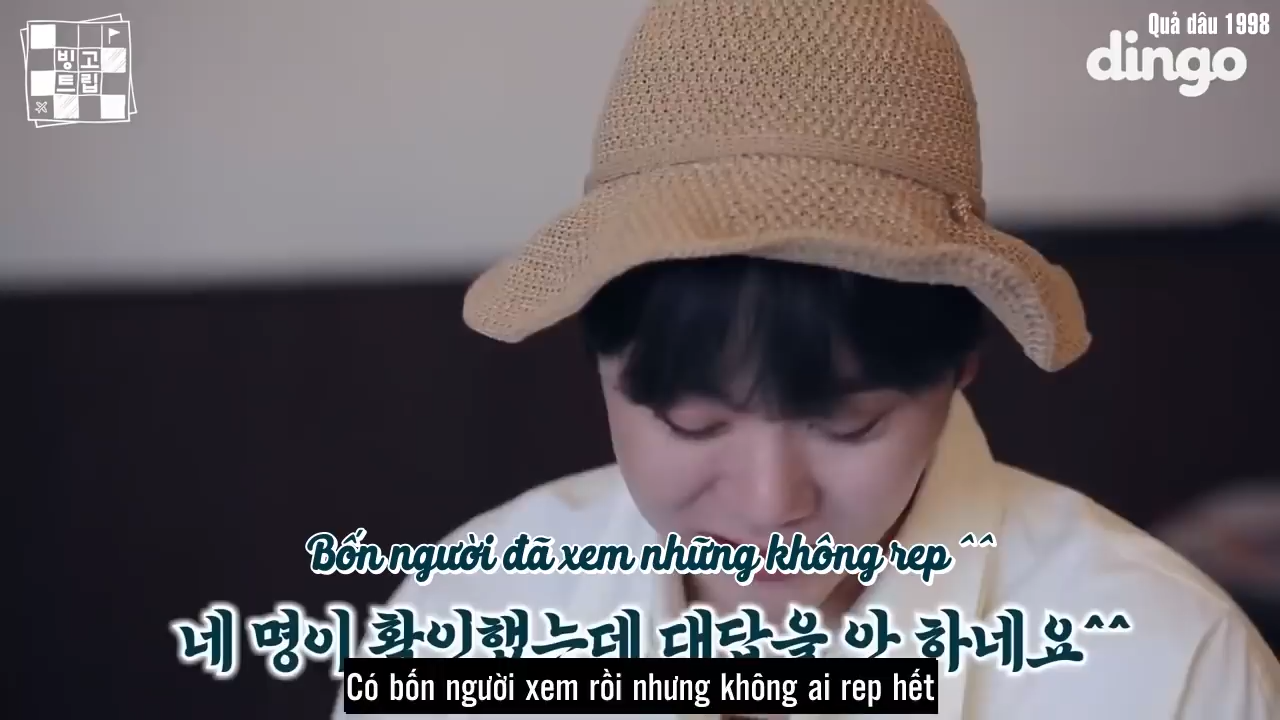 빙고
트립
Quả dâu 1998
dingo
Bốn người đã xem những không rep ^^
네 명이 확인했는데 대답을 안 하네요^^
Có bốn người xem rồi nhưng không ai rep hết